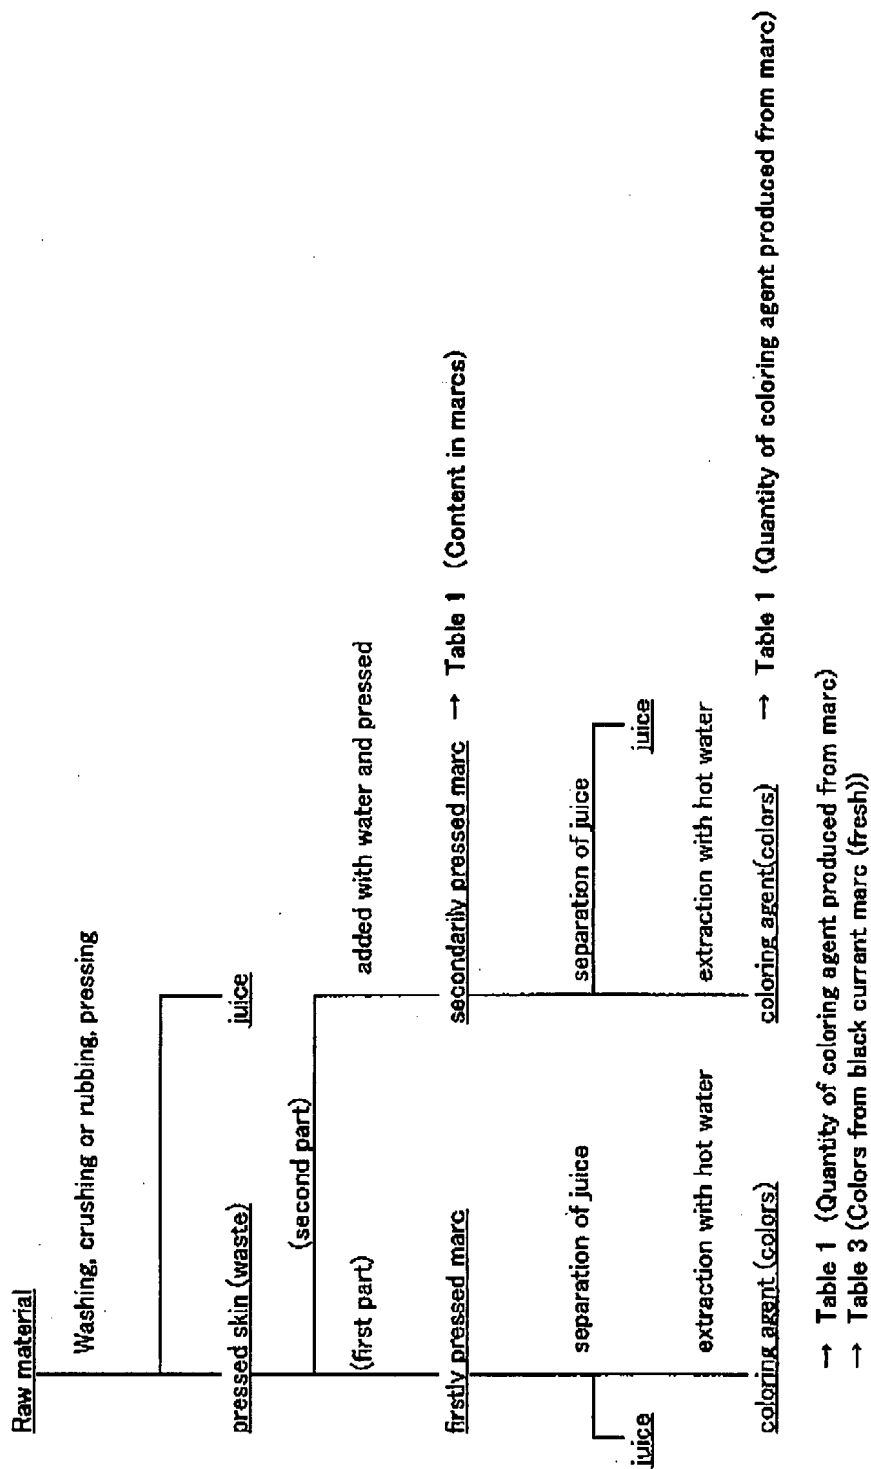 Raw material
Washing, crushing or rubbing, pressing
pressed skin (waste)
juice
(second part)
(first part)
added with water and pressed
firstly pressed marc
secondarily pressed marc → Table 1 (Content in marcs)
separation of juice
separation of juice
juice
juice
extraction with hot water
extraction with hot water
coloring agent (colors)
coloring agent(colors) → Table 1 (Quantity of coloring agent produced from marc)
→ Table 1 (Quantity of coloring agent produced from marc)
→ Table 3 (Colors from black currant marc (fresh))